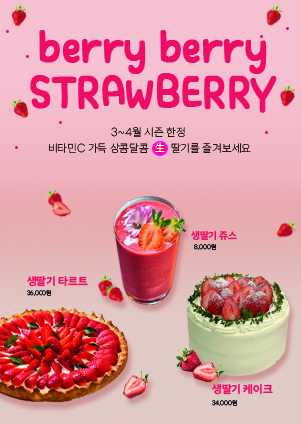 berry berry
STRAWBERRY
3~4월 시즌 한정
비타민C 가득 상콤달콤 生 딸기를 즐겨보세요
생딸기 쥬스
8,000원
생딸기 타르트
36,000원
생딸기 케이크
34,000원